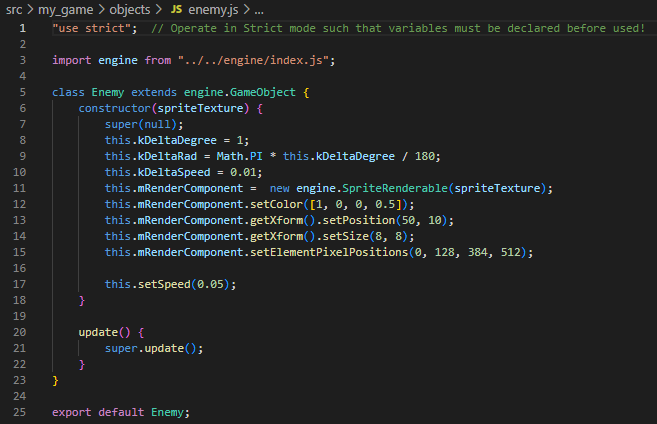 src > my_game > objects > JS enemy.js > ...
1 "use strict";  // Operate in Strict mode such that variables must be declared before used!
2
3 import engine from "../../engine/index.js";
4
5 class Enemy extends engine.GameObject {
6     constructor(spriteTexture) {
7         super(null);
8         this.kDeltaDegree = 1;
9         this.kDeltaRad = Math.PI * this.kDeltaDegree / 180;
10         this.kDeltaSpeed = 0.01;
11         this.mRenderComponent =  new engine.SpriteRenderable(spriteTexture);
12         this.mRenderComponent.setColor([1, 0, 0, 0.5]);
13         this.mRenderComponent.getXform().setPosition(50, 10);
14         this.mRenderComponent.getXform().setSize(8, 8);
15         this.mRenderComponent.setElementPixelPositions(0, 128, 384, 512);
16
17         this.setSpeed(0.05);
18     }
19
20     update() {
21         super.update();
22     }
23 }
24
25 export default Enemy;